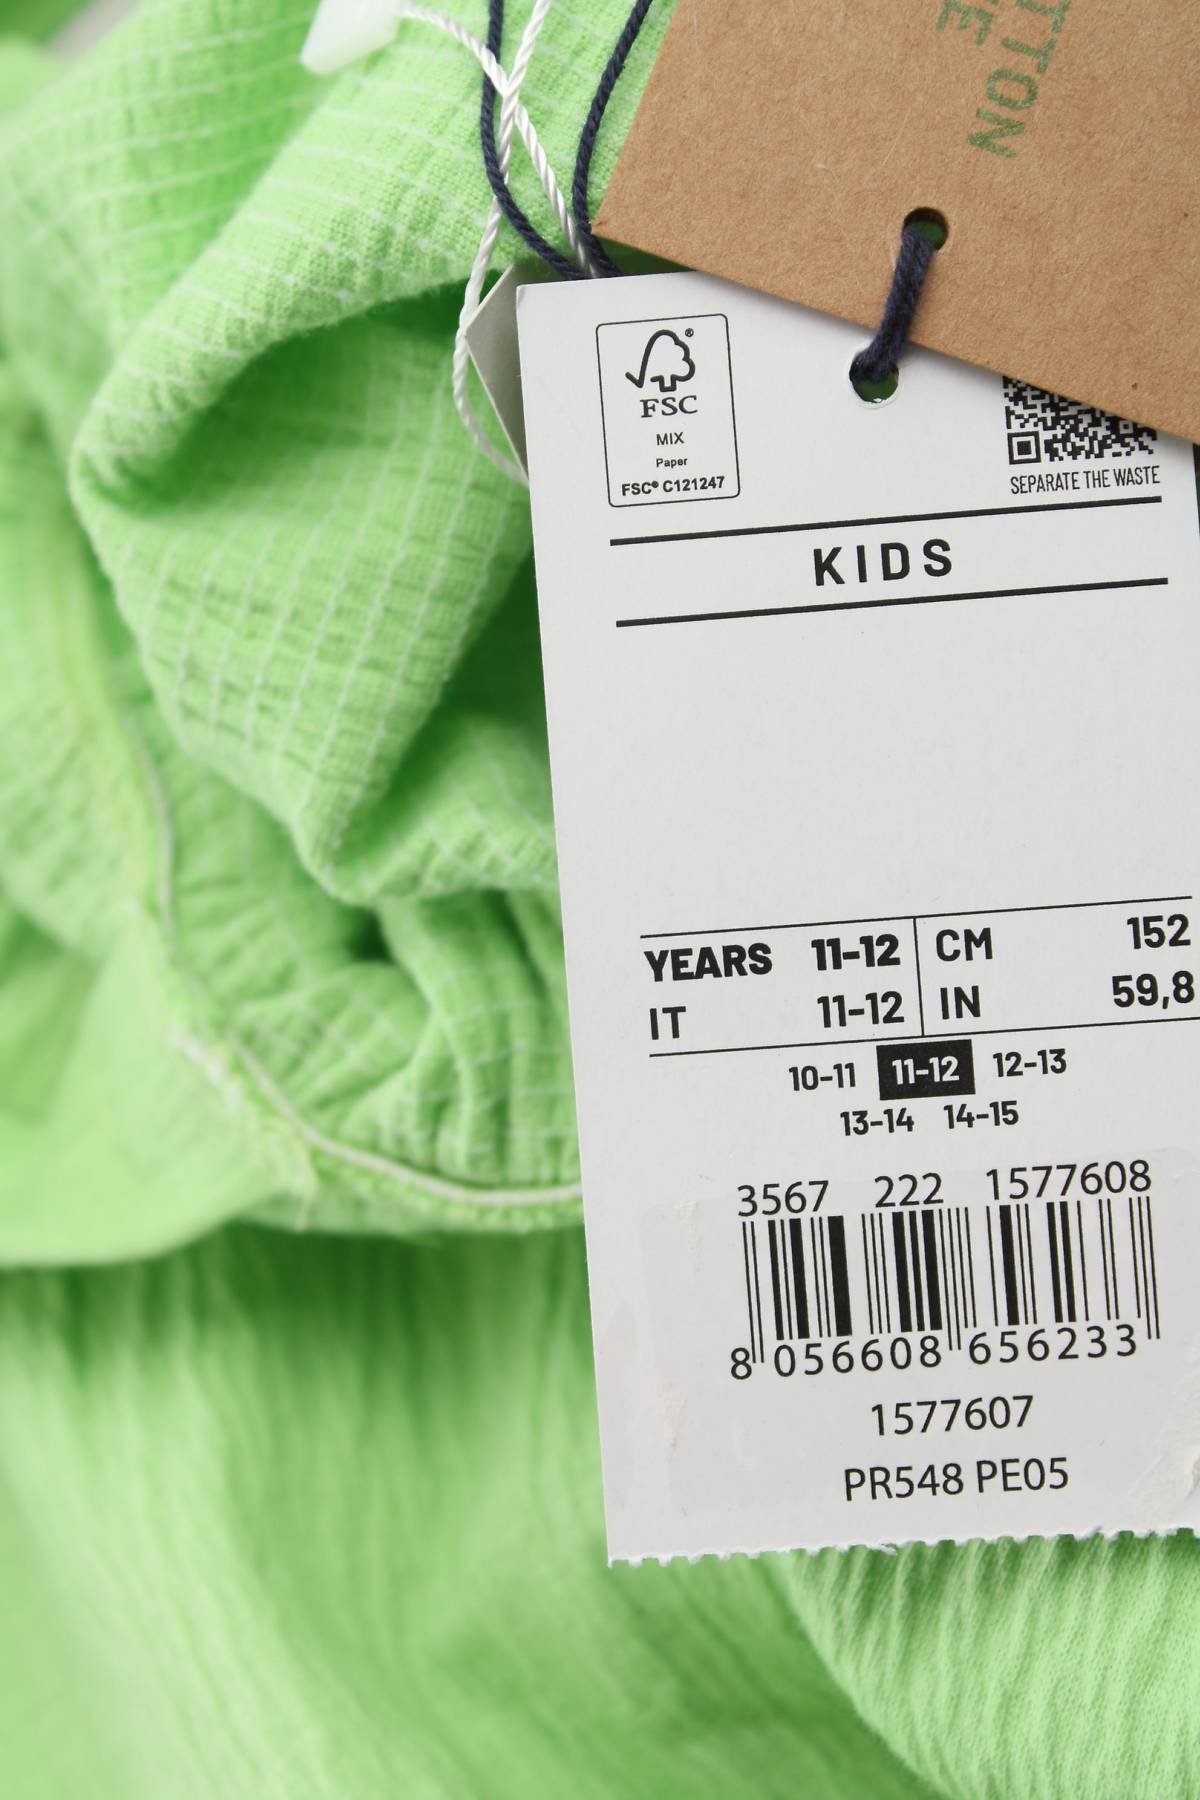 TTON
FSC®
MIX
Paper
FSC® C121247
SEPARATE THE WASTE
KIDS
YEARS 11-12 CM 152
IT 11-12 IN 59,8
10-11 11-12 12-13
13-14 14-15
3567 222 1577608
8 056608 656233
1577607
PR548 PE05